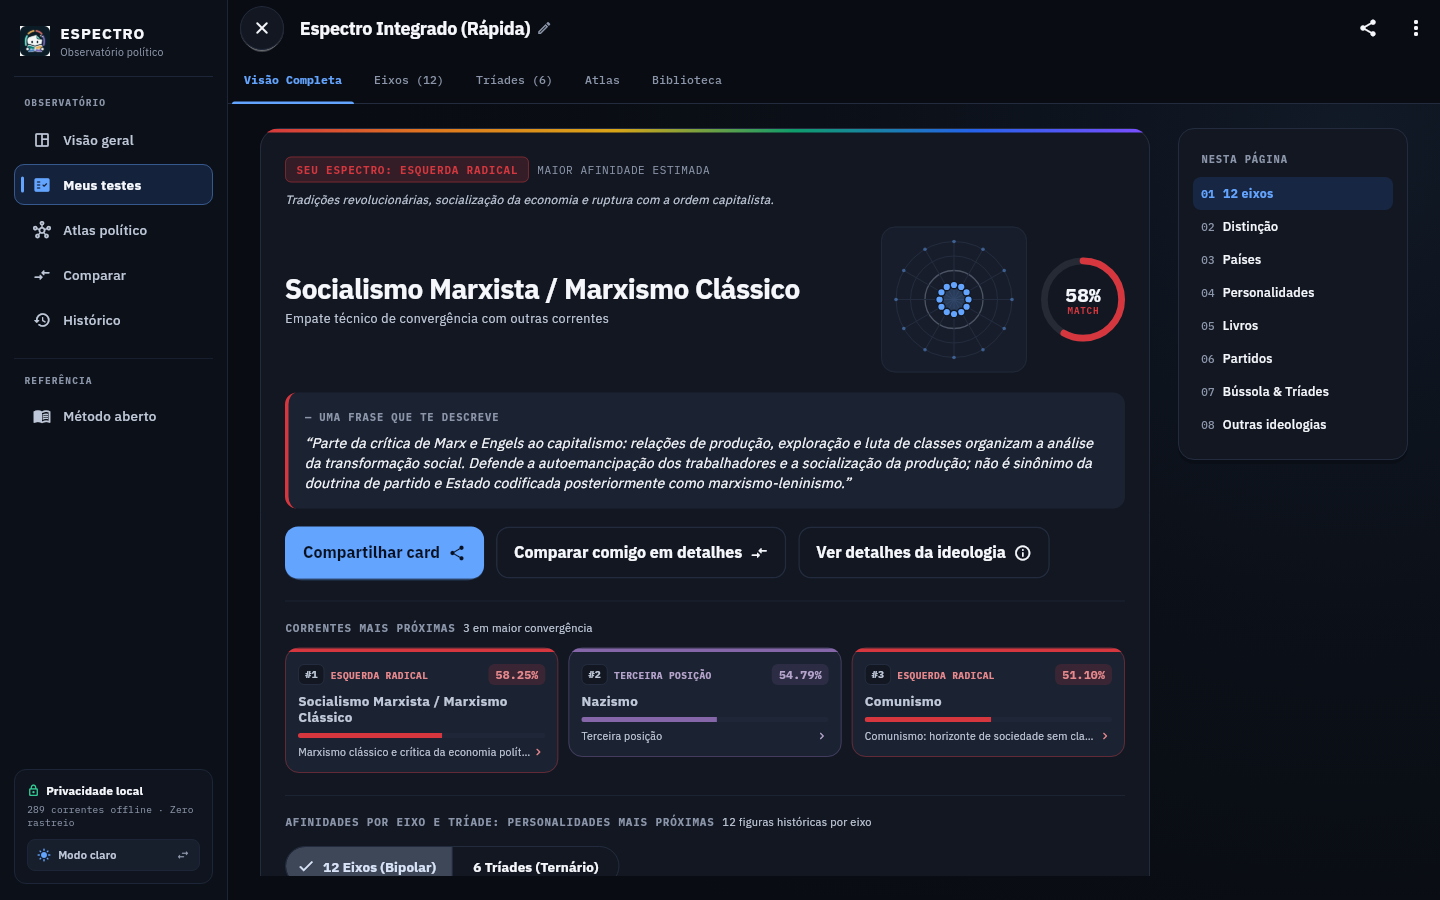 ESPECTRO
Observatório político
OBSERVATÓRIO
Visão geral
Meus testes
Atlas político
Comparar
Histórico
REFERÊNCIA
Método aberto
Privacidade local
289 correntes offline · Zero
rastreio
Modo claro
Espectro Integrado (Rápida)
Visão Completa
Eixos (12)
Tríades (6)
Atlas
Biblioteca
SEU ESPECTRO: ESQUERDA RADICAL
MAIOR AFINIDADE ESTIMADA
Tradições revolucionárias, socialização da economia e ruptura com a ordem capitalista.
Socialismo Marxista / Marxismo Clássico
Empate técnico de convergência com outras correntes
58%
MATCH
— UMA FRASE QUE TE DESCREVE
“Parte da crítica de Marx e Engels ao capitalismo: relações de produção, exploração e luta de classes organizam a análise
da transformação social. Defende a autoemancipação dos trabalhadores e a socialização da produção; não é sinônimo da
doutrina de partido e Estado codificada posteriormente como marxismo-leninismo.”
Compartilhar card
Comparar comigo em detalhes
Ver detalhes da ideologia
CORRENTES MAIS PRÓXIMAS 3 em maior convergência
#1 ESQUERDA RADICAL 58.25%
Socialismo Marxista / Marxismo
Clássico
Marxismo clássico e crítica da economia polít...
#2 TERCEIRA POSIÇÃO 54.79%
Nazismo
Terceira posição
#3 ESQUERDA RADICAL 51.10%
Comunismo
Comunismo: horizonte de sociedade sem cla...
AFINIDADES POR EIXO E TRÍADE: PERSONALIDADES MAIS PRÓXIMAS 12 figuras históricas por eixo
12 Eixos (Bipolar)
6 Tríades (Ternário)
NESTA PÁGINA
01 12 eixos
02 Distinção
03 Países
04 Personalidades
05 Livros
06 Partidos
07 Bússola & Tríades
08 Outras ideologias